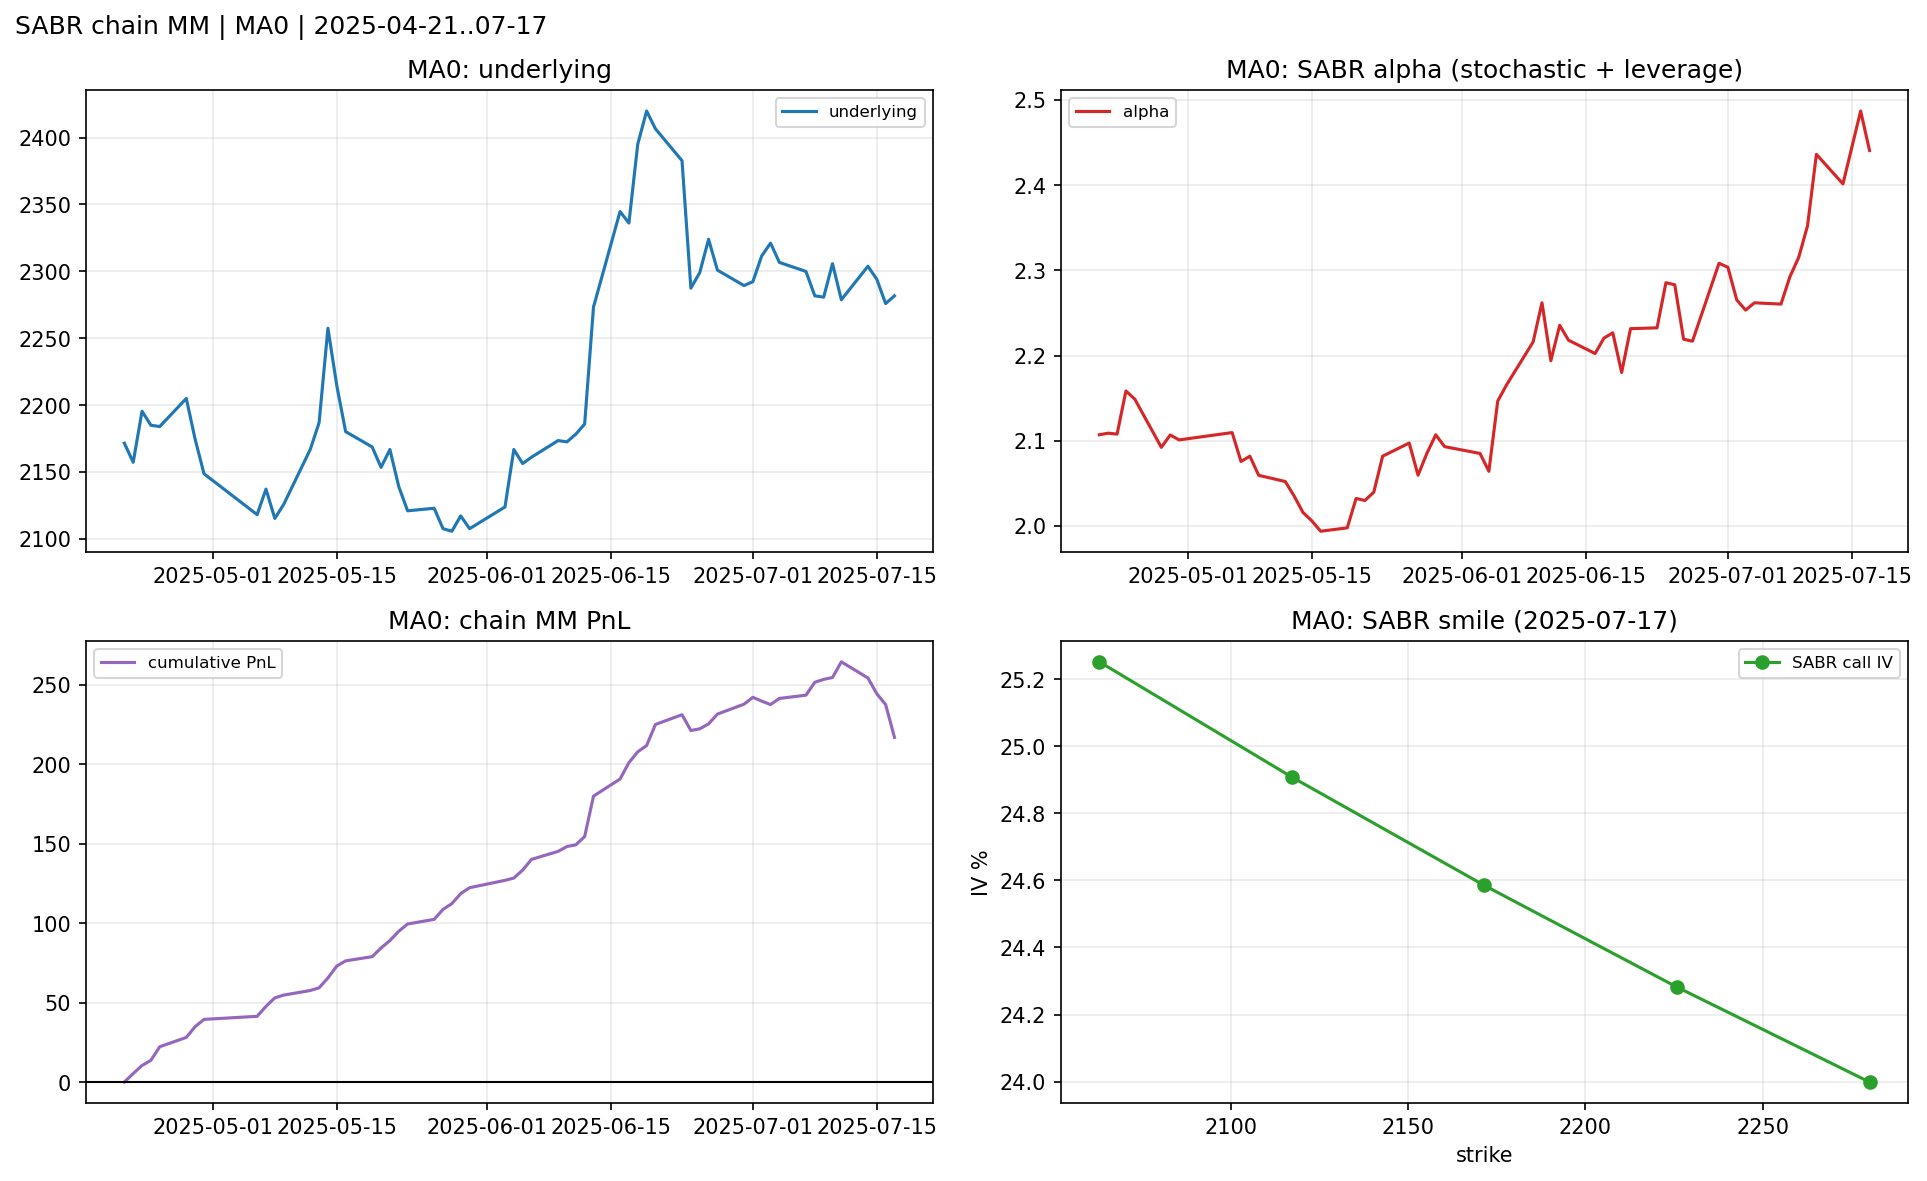 SABR chain MM | MA0 | 2025-04-21..07-17
MA0: underlying
underlying
2400
2350
2300
2250
2200
2150
2100
2025-05-01 2025-05-15 2025-06-01 2025-06-15 2025-07-01 2025-07-15
MA0: SABR alpha (stochastic + leverage)
alpha
2.5
2.4
2.3
2.2
2.1
2.0
2025-05-01 2025-05-15 2025-06-01 2025-06-15 2025-07-01 2025-07-15
MA0: chain MM PnL
cumulative PnL
250
200
150
100
50
0
2025-05-01 2025-05-15 2025-06-01 2025-06-15 2025-07-01 2025-07-15
MA0: SABR smile (2025-07-17)
SABR call IV
IV %
25.2
25.0
24.8
24.6
24.4
24.2
24.0
2100 2150 2200 2250
strike